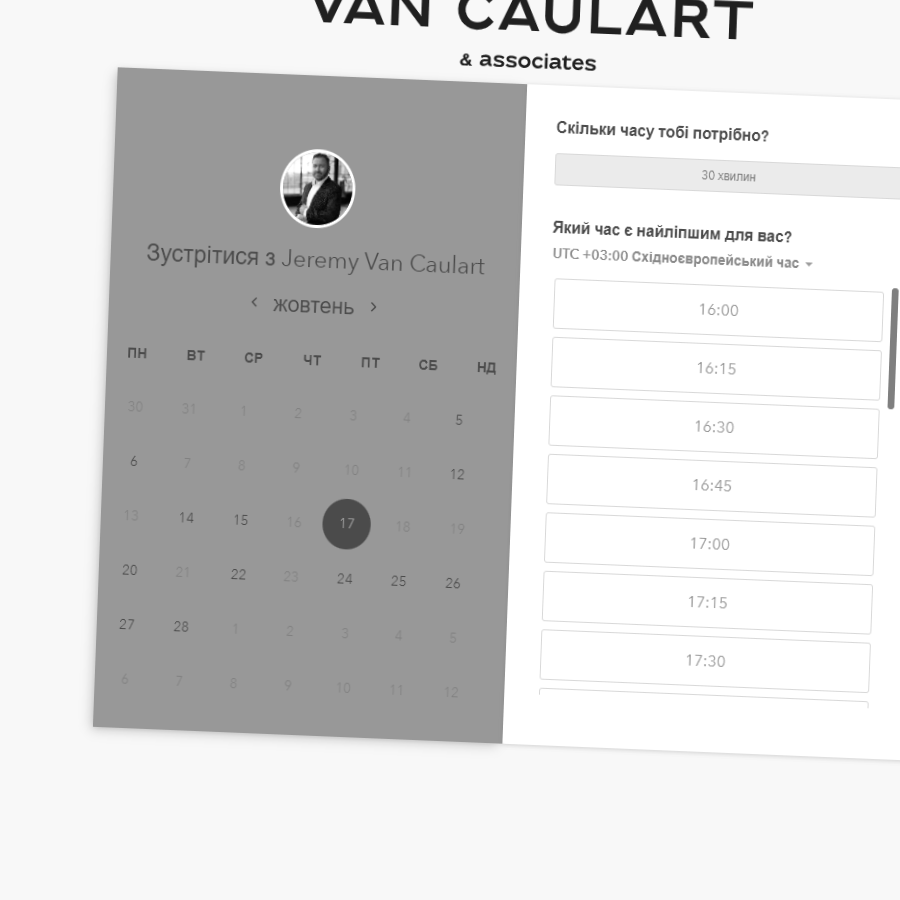 VAN CAULART
& associates
Зустрітися з Jeremy Van Caulart
‹ жовтень ›
ПН ВТ СР ЧТ ПТ СБ НД
30 31 1 2 3 4 5
6 7 8 9 10 11 12
13 14 15 16 17 18 19
20 21 22 23 24 25 26
27 28 1 2 3 4 5
6 7 8 9 10 11 12
Скільки часу тобі потрібно?
30 хвилин
Який час є найліпшим для вас?
UTC +03:00 Східноєвропейський час
16:00
16:15
16:30
16:45
17:00
17:15
17:30